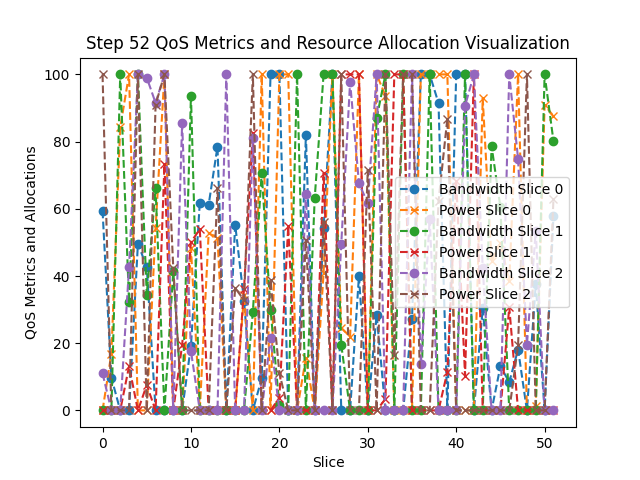 Step 52 QoS Metrics and Resource Allocation Visualization
100
80
60
40
20
0
QoS Metrics and Allocations
Bandwidth Slice 0
Power Slice 0
Bandwidth Slice 1
Power Slice 1
Bandwidth Slice 2
Power Slice 2
0 10 20 30 40 50
Slice